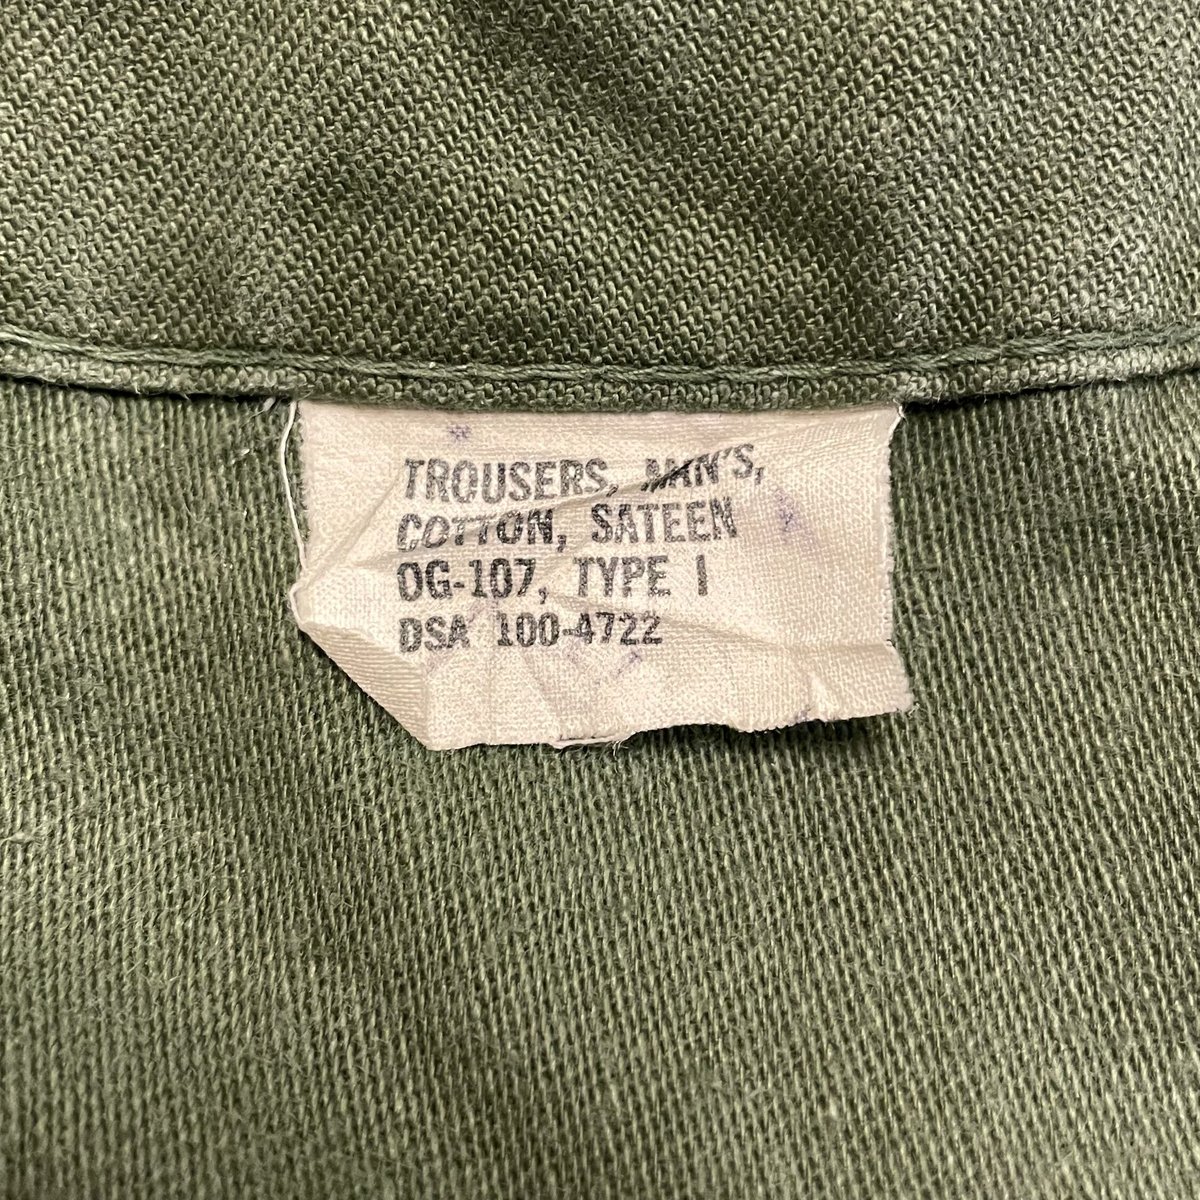 TROUSERS, MAN'S,
COTTON, SATEEN
OG-107, TYPE I
DSA 100-4722